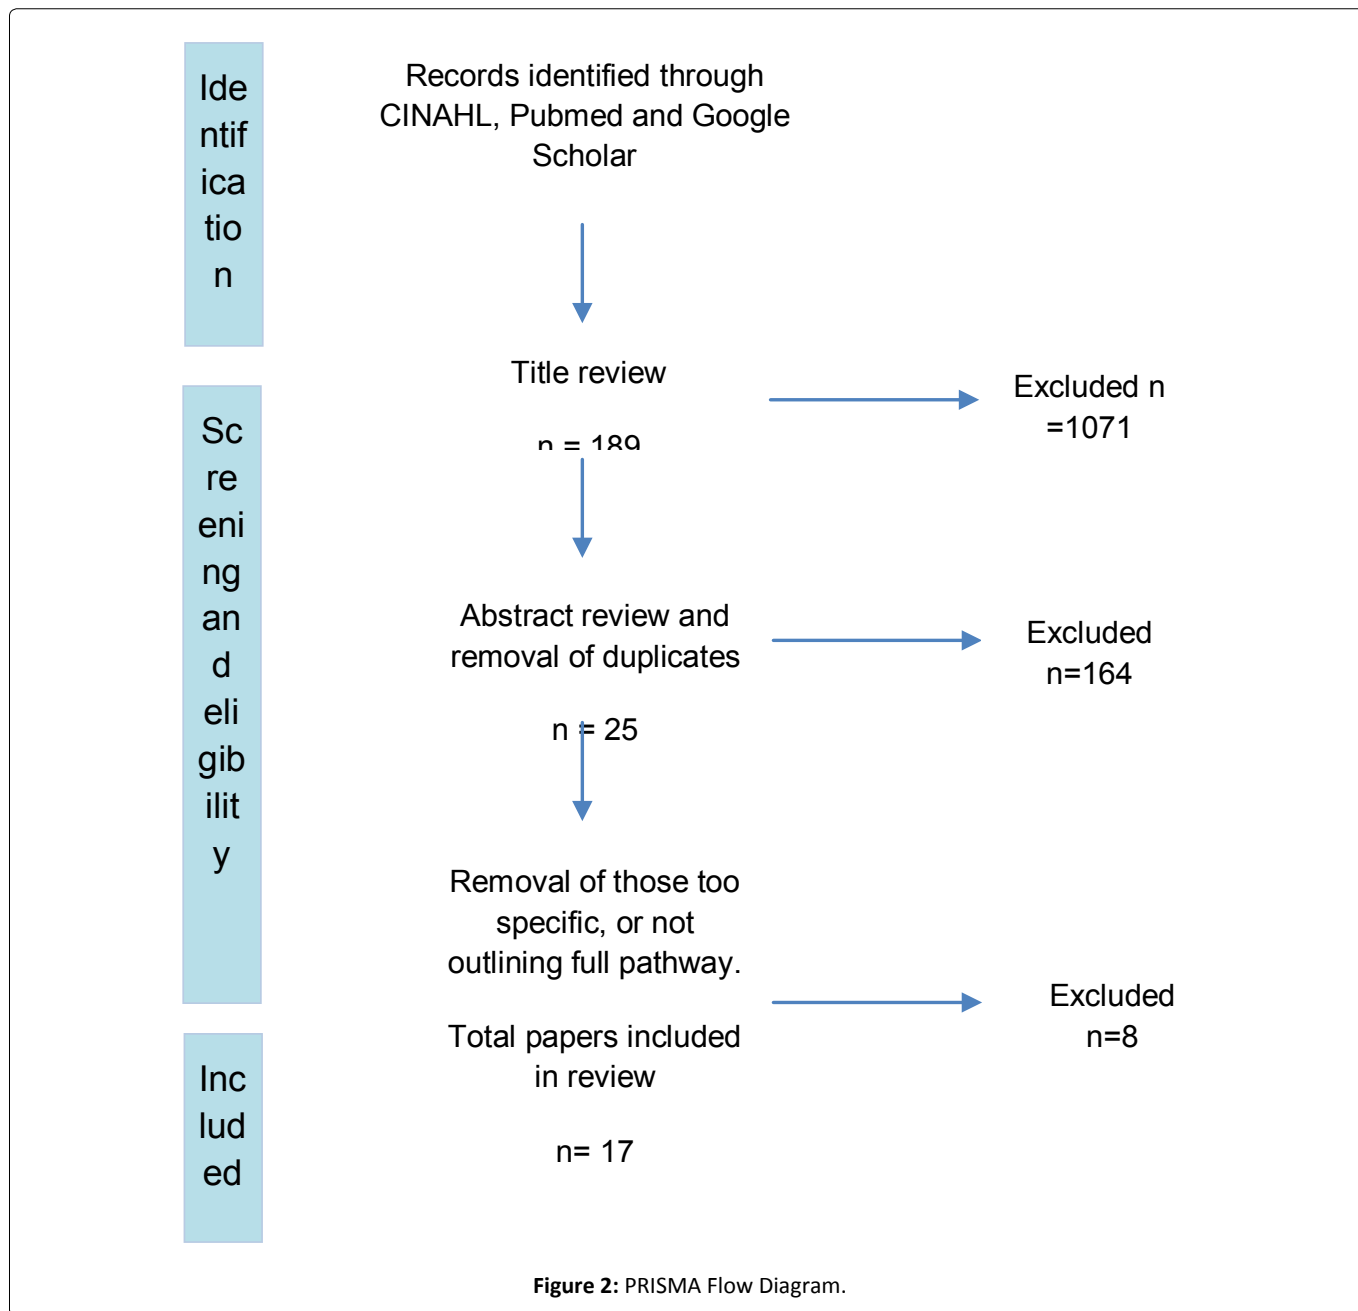 Ide
ntif
ica
tio
n
Records identified through
CINAHL, Pubmed and Google
Scholar
Title review
n = 189
Excluded n
=1071
Sc
re
eni
ng
an
d
eli
gib
ilit
y
Abstract review and
removal of duplicates
n = 25
Excluded
n=164
Removal of those too
specific, or not
outlining full pathway.
Total papers included
in review
n= 17
Excluded
n=8
Inc
lud
ed
Figure 2: PRISMA Flow Diagram.